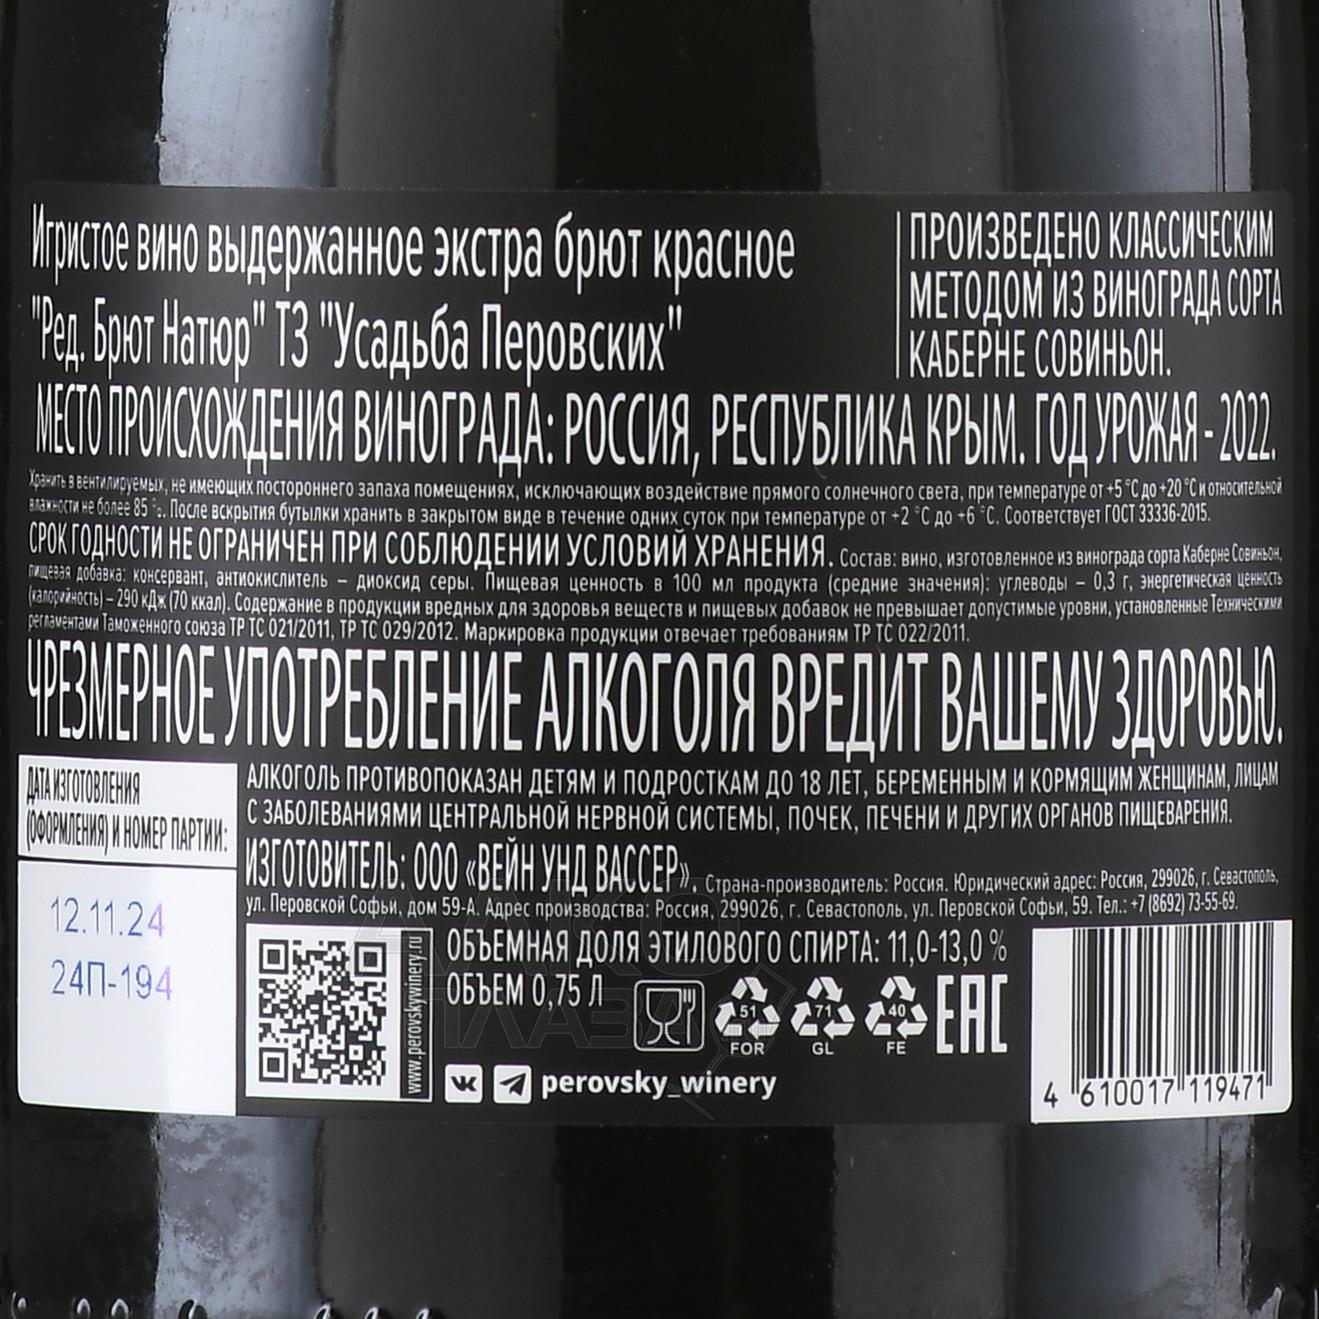 Игристое вино выдержанное экстра брют красное
"Ред. Брют Натюр" ТЗ "Усадьба Перовских"
ПРОИЗВЕДЕНО КЛАССИЧЕСКИМ
МЕТОДОМ ИЗ ВИНОГРАДА СОРТА
КАБЕРНЕ СОВИНЬОН.
МЕСТО ПРОИСХОЖДЕНИЯ ВИНОГРАДА: РОССИЯ, РЕСПУБЛИКА КРЫМ. ГОД УРОЖАЯ - 2022.
Хранить в вентилируемых, не имеющих постороннего запаха помещениях, исключающих воздействие прямого солнечного света, при температуре от +5 °С до +20 °С и относительной
влажности не более 85 %. После вскрытия бутылки хранить в закрытом виде в течение одних суток при температуре от +2 °С до +6 °С. Соответствует ГОСТ 33336-2015.
СРОК ГОДНОСТИ НЕ ОГРАНИЧЕН ПРИ СОБЛЮДЕНИИ УСЛОВИЙ ХРАНЕНИЯ. Состав: вино, изготовленное из винограда сорта Каберне Совиньон,
пищевая добавка: консервант, антиокислитель – диоксид серы. Пищевая ценность в 100 мл продукта (средние значения): углеводы – 0,3 г, энергетическая ценность
(калорийность) – 290 кДж (70 ккал). Содержание в продукции вредных для здоровья веществ и пищевых добавок не превышает допустимые уровни, установленные Техническими
регламентами Таможенного союза ТР ТС 021/2011, ТР ТС 029/2012. Маркировка продукции отвечает требованиям ТР ТС 022/2011.
ЧРЕЗМЕРНОЕ УПОТРЕБЛЕНИЕ АЛКОГОЛЯ ВРЕДИТ ВАШЕМУ ЗДОРОВЬЮ.
ДАТА ИЗГОТОВЛЕНИЯ
(ОФОРМЛЕНИЯ) И НОМЕР ПАРТИИ:
12.11.24
24П-194
АЛКОГОЛЬ ПРОТИВОПОКАЗАН ДЕТЯМ И ПОДРОСТКАМ ДО 18 ЛЕТ, БЕРЕМЕННЫМ И КОРМЯЩИМ ЖЕНЩИНАМ, ЛИЦАМ
С ЗАБОЛЕВАНИЯМИ ЦЕНТРАЛЬНОЙ НЕРВНОЙ СИСТЕМЫ, ПОЧЕК, ПЕЧЕНИ И ДРУГИХ ОРГАНОВ ПИЩЕВАРЕНИЯ.
ИЗГОТОВИТЕЛЬ: ООО «ВЕЙН УНД ВАССЕР». Страна-производитель: Россия. Юридический адрес: Россия, 299026, г. Севастополь,
ул. Перовской Софьи, дом 59-А. Адрес производства: Россия, 299026, г. Севастополь, ул. Перовской Софьи, 59. Тел.: +7 (8692) 73-55-69.
www.perovskywinery.ru
ОБЪЕМНАЯ ДОЛЯ ЭТИЛОВОГО СПИРТА: 11,0-13,0 %
ОБЪЕМ 0,75 Л
51 71 40 EAC
FOR GL FE
perovsky_winery
4 610017 119471
АЛКО
ПЛАЗА